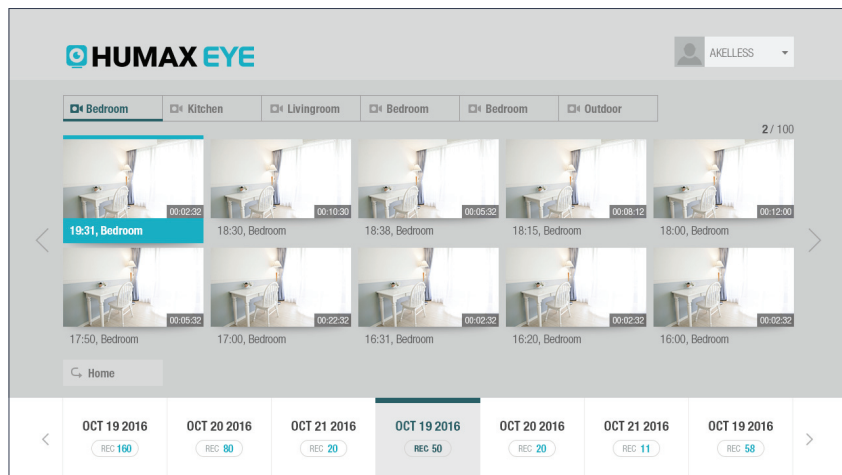 HUMAX EYE
AKELLESS
Bedroom
Kitchen
Livingroom
Bedroom
Bedroom
Outdoor
2 / 100
00:02:32
00:10:30
00:05:32
00:08:12
00:12:00
19:31, Bedroom
18:30, Bedroom
18:38, Bedroom
18:15, Bedroom
18:00, Bedroom
00:05:32
00:22:32
00:02:32
00:02:32
00:02:32
17:50, Bedroom
17:00, Bedroom
16:31, Bedroom
16:20, Bedroom
16:00, Bedroom
Home
OCT 19 2016
OCT 20 2016
OCT 21 2016
OCT 19 2016
OCT 20 2016
OCT 21 2016
OCT 19 2016
REC 160
REC 80
REC 20
REC 50
REC 20
REC 11
REC 58